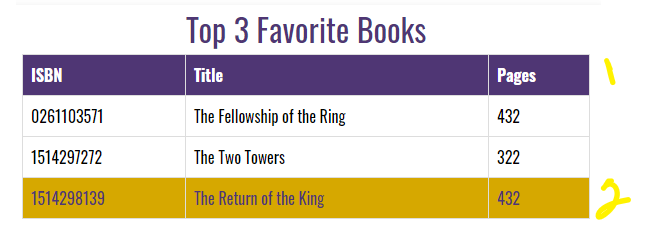 Top 3 Favorite Books
ISBN Title Pages 1
0261103571 The Fellowship of the Ring 432
1514297272 The Two Towers 322
1514298139 The Return of the King 432 2